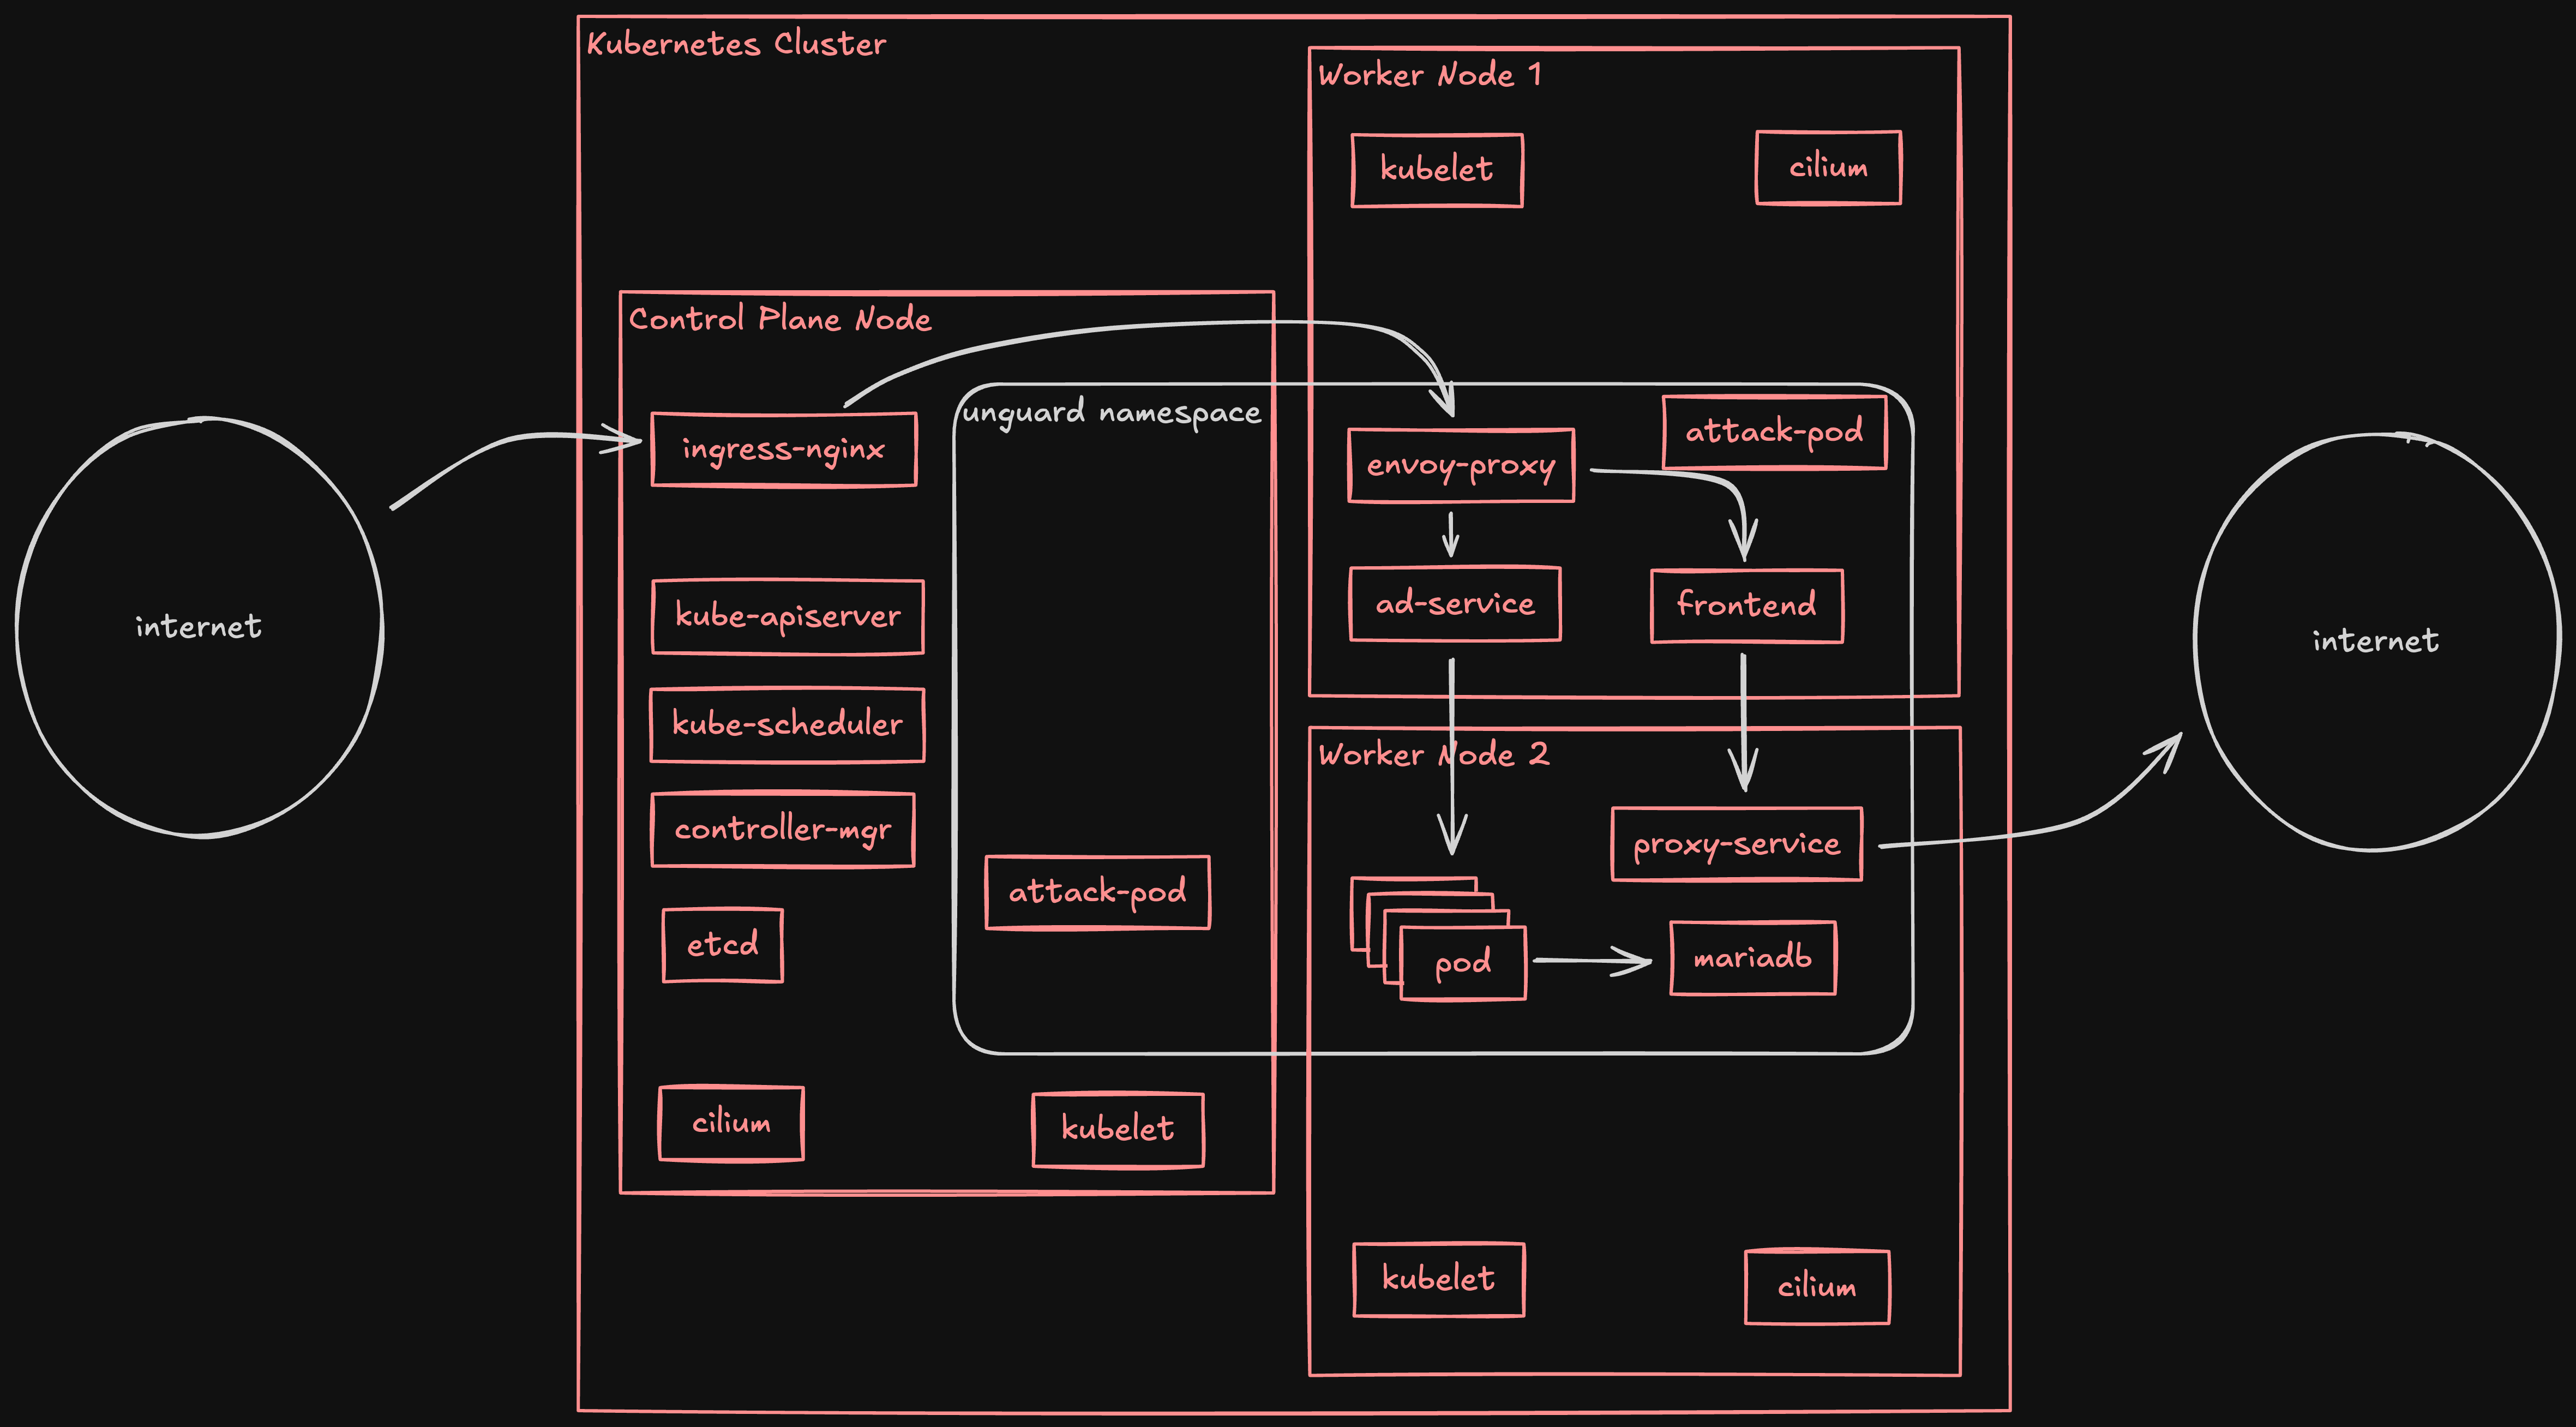 Kubernetes Cluster
Worker Node 1
kubelet
cilium
Control Plane Node
unguard namespace
ingress-nginx
envoy-proxy
attack-pod
kube-apiserver
ad-service
frontend
internet
internet
kube-scheduler
Worker Node 2
controller-mgr
proxy-service
attack-pod
etcd
pod
mariadb
cilium
kubelet
kubelet
cilium